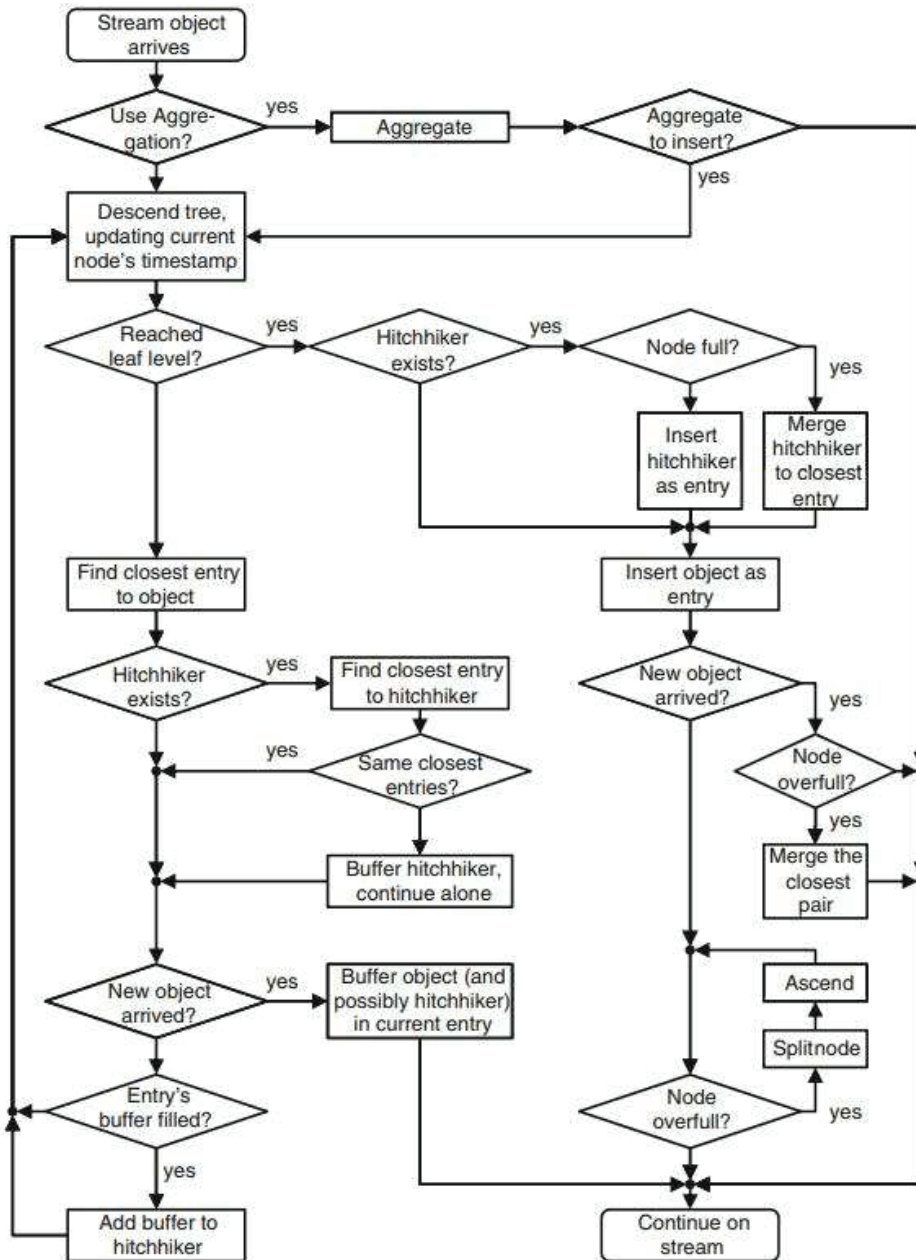 Stream object
arrives
Use Aggre-
gation?
yes
Aggregate
Aggregate
to insert?
yes
Descend tree,
updating current
node's timestamp
Reached
leaf level?
yes
Hitchhiker
exists?
yes
Node full?
yes
Insert
hitchhiker
as entry
Merge
hitchhiker
to closest
entry
Find closest entry
to object
Insert object as
entry
Hitchhiker
exists?
yes
Find closest entry
to hitchhiker
New object
arrived?
yes
yes
Same closest
entries?
Node
overfull?
yes
Buffer hitchhiker,
continue alone
Merge the
closest
pair
New object
arrived?
yes
Buffer object (and
possibly hitchhiker)
in current entry
Ascend
Splitnode
Entry's
buffer filled?
yes
Node
overfull?
yes
Add buffer to
hitchhiker
Continue on
stream